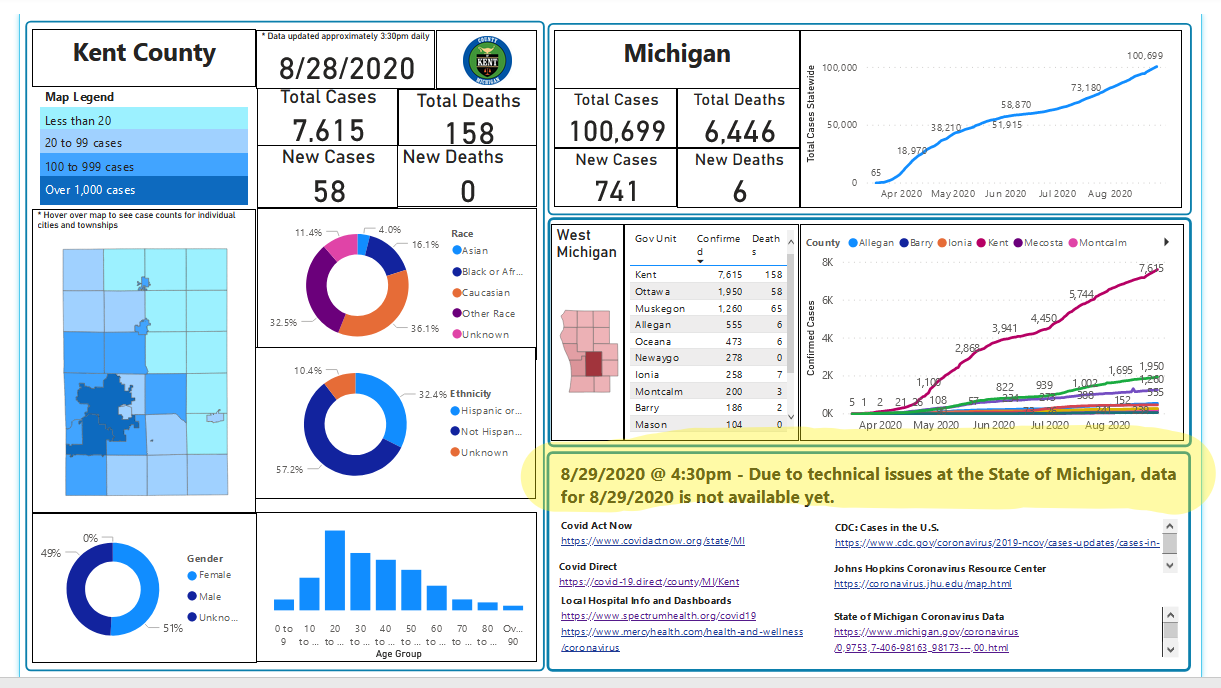 Kent County
* Data updated approximately 3:30pm daily
8/28/2020
COUNTY
KENT
MICHIGAN
Map Legend
Less than 20
20 to 99 cases
100 to 999 cases
Over 1,000 cases
Total Cases
7,615
Total Deaths
158
New Cases
58
New Deaths
0
* Hover over map to see case counts for individual
cities and townships
11.4%
4.0%
16.1%
32.5%
36.1%
Race
Asian
Black or Afr...
Caucasian
Other Race
Unknown
10.4%
32.4%
57.2%
Ethnicity
Hispanic or...
Not Hispan...
Unknown
0%
49%
51%
Gender
Female
Male
Unkno...
0 to 10 20 30 40 50 60 70 80 Ov...
9 to ... to ... to ... to ... to ... to ... to ... to ... 90
Age Group
Michigan
Total Cases
100,699
Total Deaths
6,446
New Cases
741
New Deaths
6
Total Cases Statewide
100,000
50,000
0
65
18,970
38,210
51,915
58,870
73,180
100,699
Apr 2020 May 2020 Jun 2020 Jul 2020 Aug 2020
West
Michigan
Gov Unit Confirme Death
d s
Kent 7,615 158
Ottawa 1,950 58
Muskegon 1,260 65
Allegan 555 6
Oceana 473 6
Newaygo 278 0
Ionia 258 7
Montcalm 200 3
Barry 186 2
Mason 104 0
County Allegan Barry Ionia Kent Mecosta Montcalm
Confirmed Cases
8K
6K
4K
2K
0K
7,615
5,744
4,450
3,941
2,868
1,109
1,950
1,695
1,260
1,002
939
822
555
152
108
5 1 2 21
Apr 2020 May 2020 Jun 2020 Jul 2020 Aug 2020
8/29/2020 @ 4:30pm - Due to technical issues at the State of Michigan, data
for 8/29/2020 is not available yet.
Covid Act Now
https://www.covidactnow.org/state/MI
Covid Direct
https://covid-19.direct/county/MI/Kent
Local Hospital Info and Dashboards
https://www.spectrumhealth.org/covid19
https://www.mercyhealth.com/health-and-wellness
/coronavirus
CDC: Cases in the U.S.
https://www.cdc.gov/coronavirus/2019-ncov/cases-updates/cases-in-
Johns Hopkins Coronavirus Resource Center
https://coronavirus.jhu.edu/map.html
State of Michigan Coronavirus Data
https://www.michigan.gov/coronavirus
/0,9753,7-406-98163_98173---,00.html